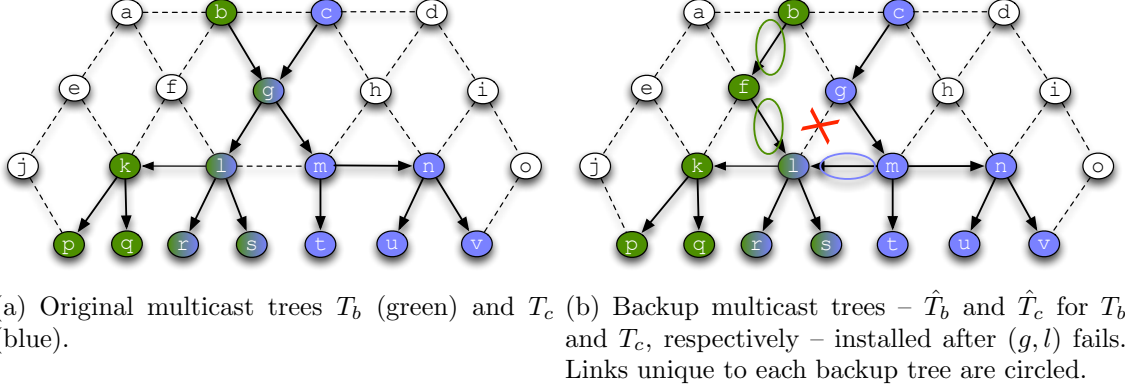 a b c d
a b c d
e f g h i
e f g h i
j k l m n o
j k l m n o
p q r s t u v
p q r s t u v
a) Original multicast trees T_b (green) and T_c
blue).
(b) Backup multicast trees – T̂_b and T̂_c for T_b
and T_c, respectively – installed after (g, l) fails.
Links unique to each backup tree are circled.